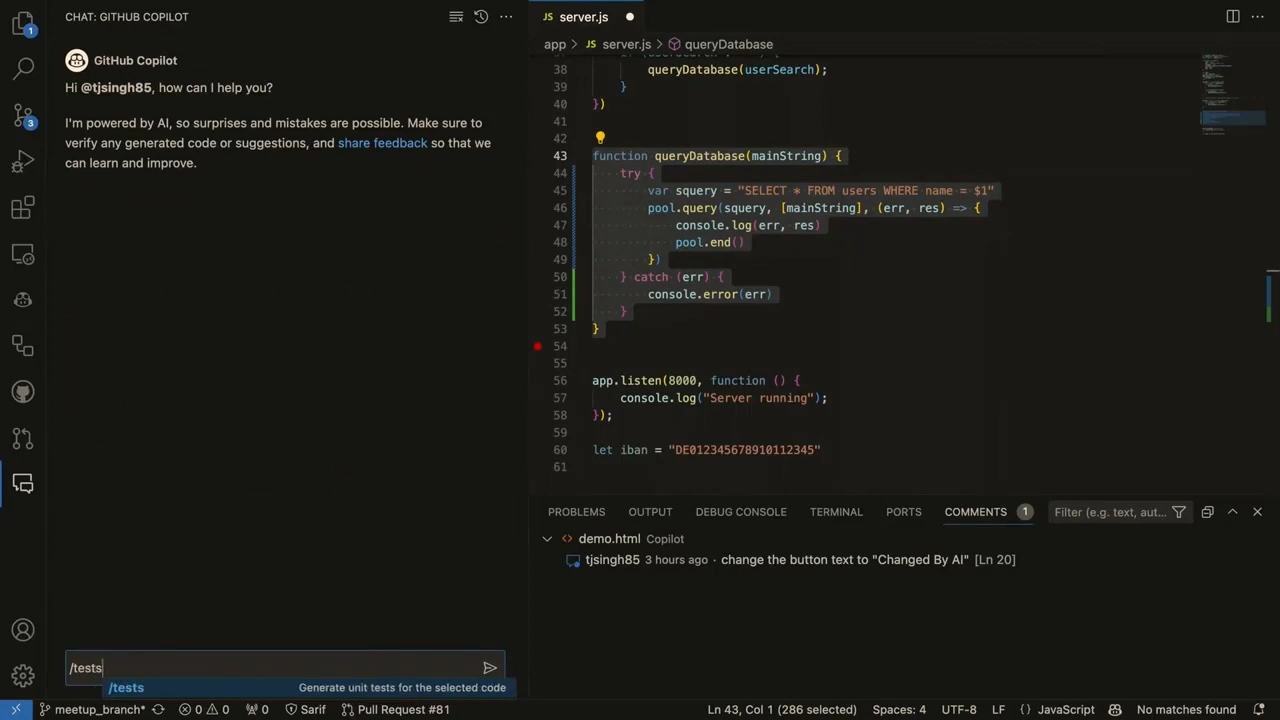 1
3
CHAT: GITHUB COPILOT
GitHub Copilot
Hi @tjsingh85, how can I help you?
I'm powered by AI, so surprises and mistakes are possible. Make sure to
verify any generated code or suggestions, and share feedback so that we
can learn and improve.
/tests
/tests Generate unit tests for the selected code
JS server.js
app > JS server.js > queryDatabase
38 queryDatabase(userSearch);
39 }
40 })
41
42
43 function queryDatabase(mainString) {
44 try {
45 var squery = "SELECT * FROM users WHERE name = $1"
46 pool.query(squery, [mainString], (err, res) => {
47 console.log(err, res)
48 pool.end()
49 })
50 } catch (err) {
51 console.error(err)
52 }
53 }
54
55
56 app.listen(8000, function () {
57 console.log("Server running");
58 });
59
60 let iban = "DE012345678910112345"
61
PROBLEMS OUTPUT DEBUG CONSOLE TERMINAL PORTS COMMENTS 1 Filter (e.g. text, aut...
demo.html Copilot
tjsingh85 3 hours ago · change the button text to "Changed By AI" [Ln 20]
meetup_branch* 0 0 0 Sarif Pull Request #81 Ln 43, Col 1 (286 selected) Spaces: 4 UTF-8 LF {} JavaScript No matches found